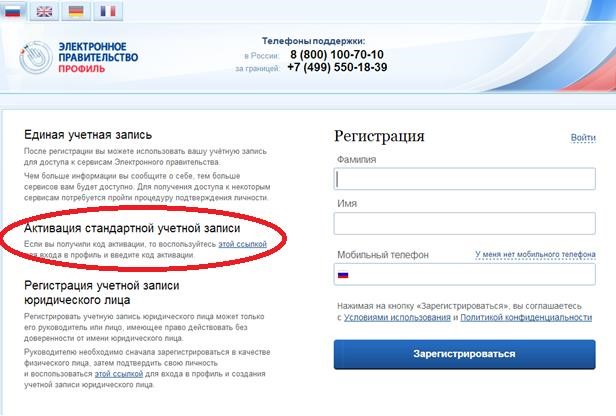 ЭЛЕКТРОННОЕ
ПРАВИТЕЛЬСТВО
ПРОФИЛЬ
Телефоны поддержки:
в России: 8 (800) 100-70-10
за границей: +7 (499) 550-18-39
Единая учетная запись
После регистрации вы можете использовать вашу учётную запись
для доступа к сервисам Электронного правительства.
Чем больше информации вы сообщите о себе, тем больше
сервисов вам будет доступно. Для получения доступа к некоторым
сервисам потребуется пройти процедуру подтверждения личности.
Активация стандартной учетной записи
Если вы получили код активации, то воспользуйтесь этой ссылкой
для входа в профиль и введите код активации.
Регистрация учетной записи
юридического лица
Регистрировать учетную запись юридического лица может только
его руководитель или лицо, имеющее право действовать без
доверенности от имени юридического лица.
Руководителю необходимо сначала зарегистрироваться в качестве
физического лица, затем подтвердить свою личность
и воспользоваться этой ссылкой для входа в профиль и создания
учетной записи юридического лица.
Регистрация
Войти
Фамилия
Имя
Мобильный телефон
У меня нет мобильного телефона
Нажимая на кнопку «Зарегистрироваться», вы соглашаетесь
с Условиями использования и Политикой конфиденциальности
Зарегистрироваться